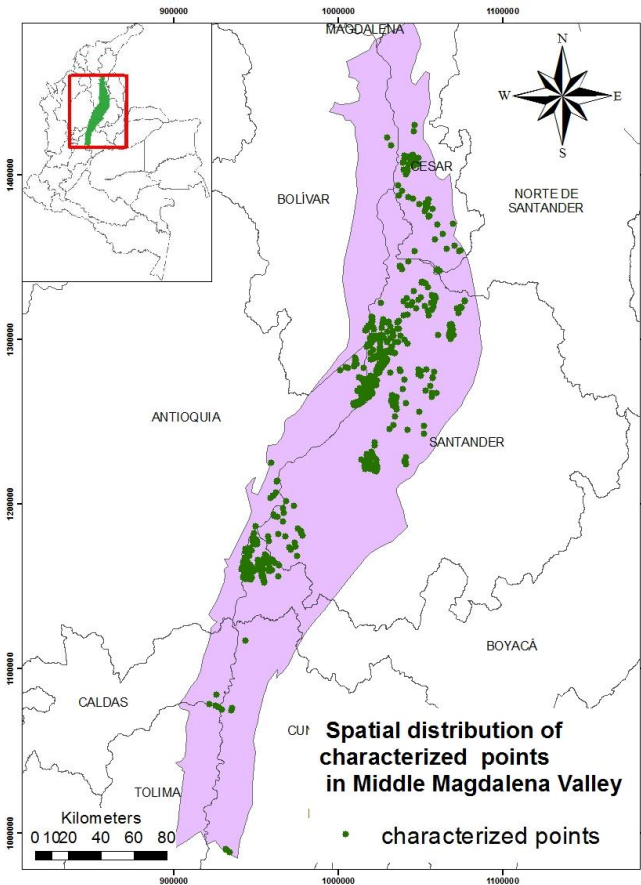 900000 1000000 1100000
MAGDALENA
N
W E
S
CESAR
1400000
BOLÍVAR
NORTE DE
SANTANDER
1300000
ANTIOQUIA
SANTANDER
1200000
BOYACÁ
1100000
CALDAS
CUN
Spatial distribution of
characterized points
in Middle Magdalena Valley
TOLIMA
Kilometers
0 10 20 40 60 80
characterized points
1000000
900000 1000000 1100000